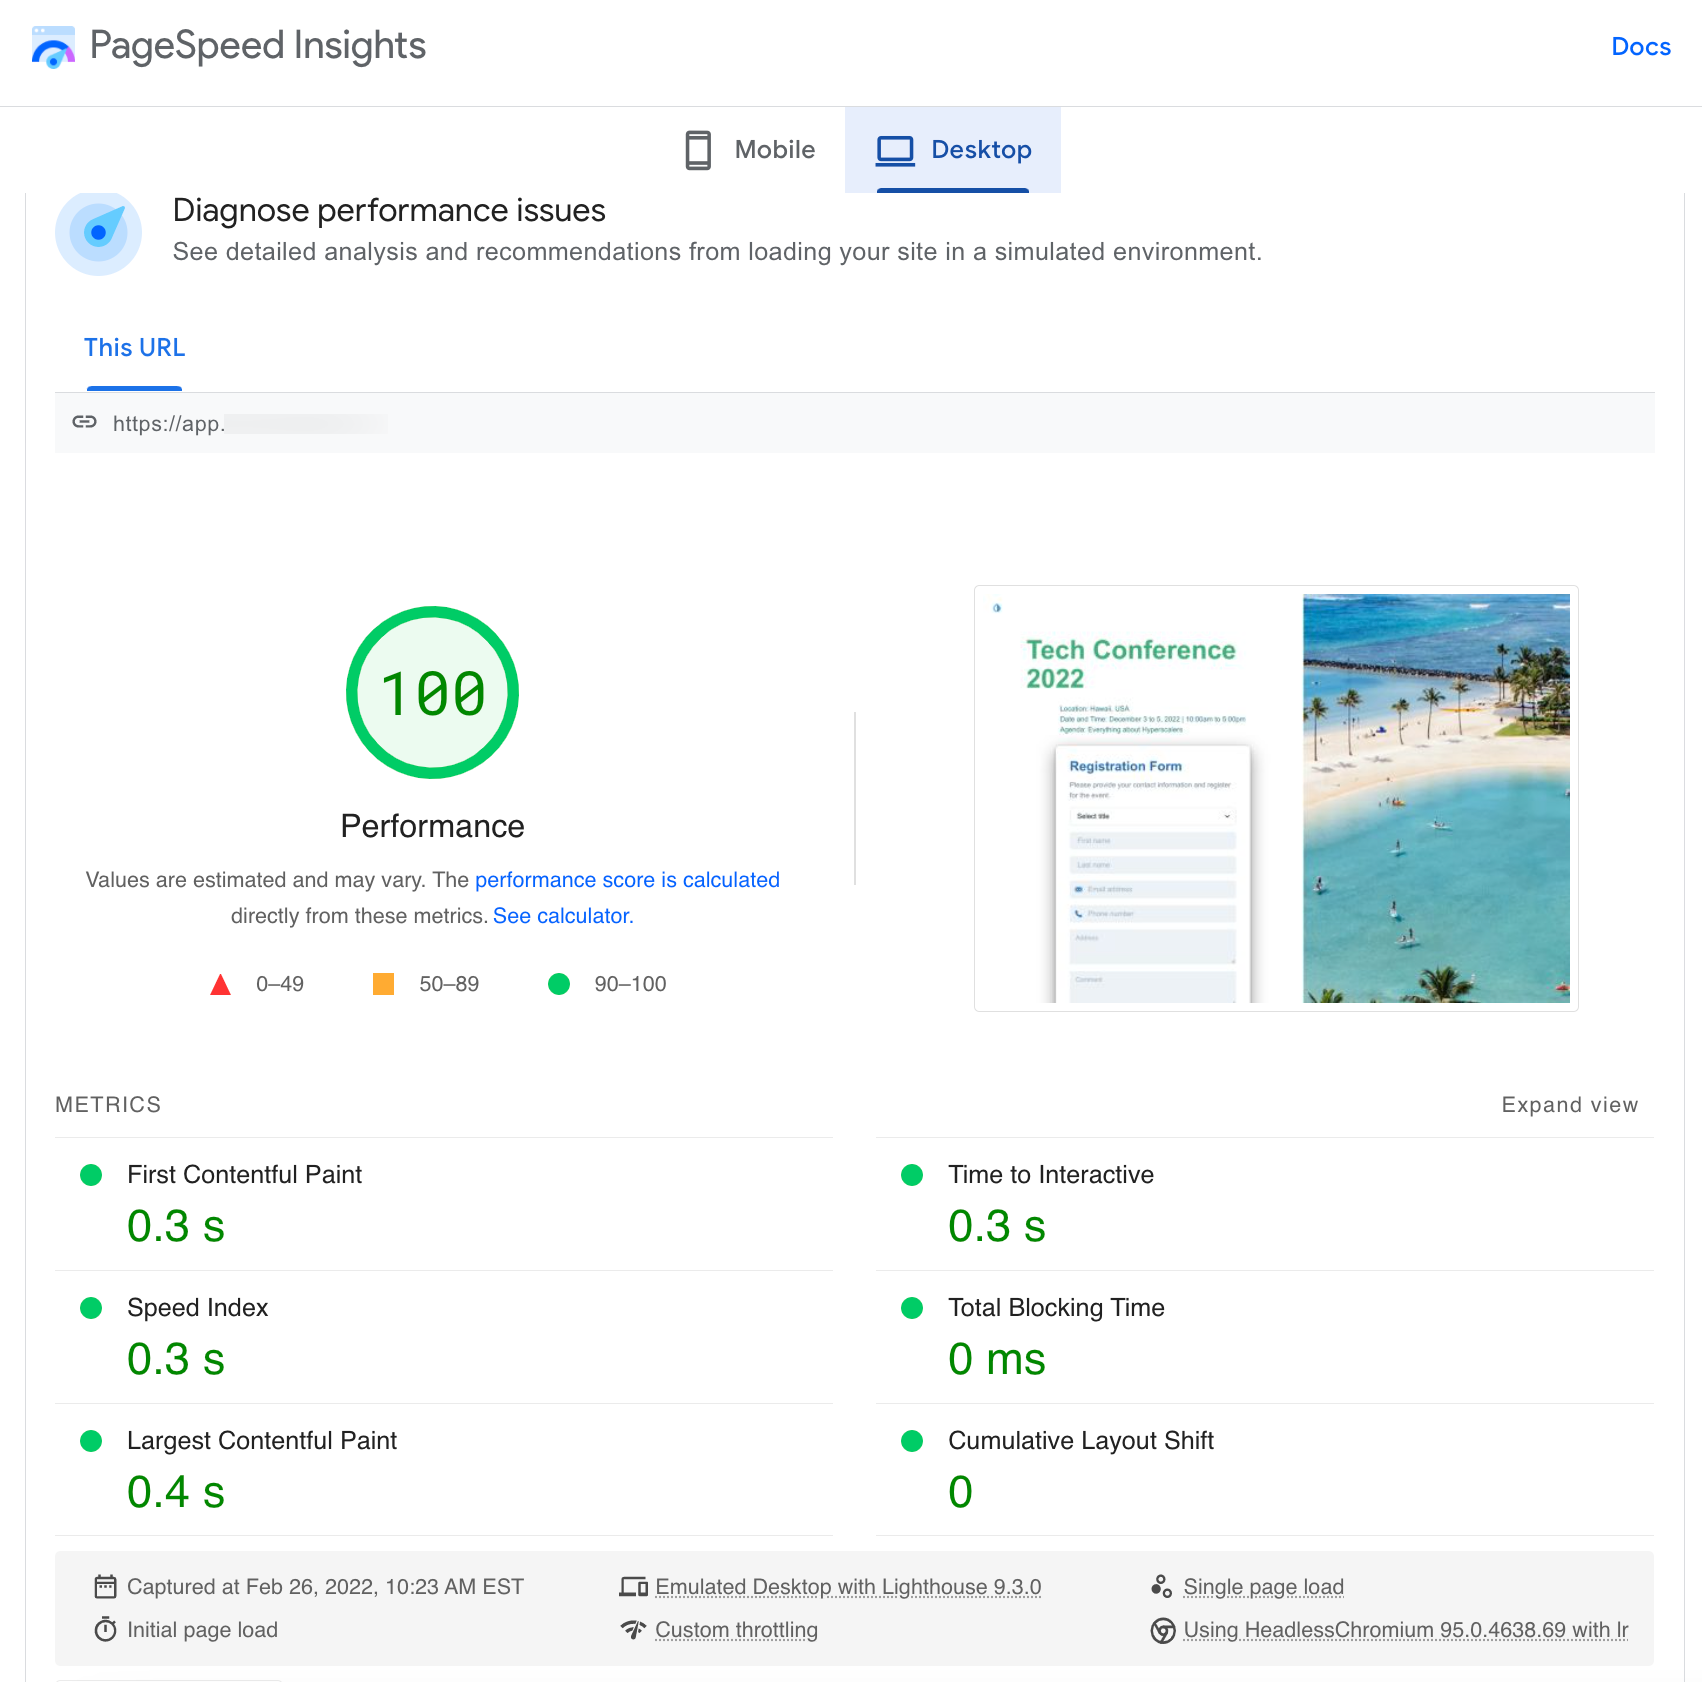 PageSpeed Insights
Docs
Mobile
Desktop
Diagnose performance issues
See detailed analysis and recommendations from loading your site in a simulated environment.
This URL
https://app.
100
Performance
Values are estimated and may vary. The performance score is calculated
directly from these metrics. See calculator.
0–49
50–89
90–100
Tech Conference
2022
Location: Hawaii, USA
Date and Time: December 3 to 5, 2022 | 10:00am to 5:00pm
Agenda: Everything about Hyperscalers
Registration Form
Please provide your contact information and register
for the event.
Select title
First name
Last name
Email address
Phone number
Address
Comment
METRICS
Expand view
First Contentful Paint
0.3 s
Time to Interactive
0.3 s
Speed Index
0.3 s
Total Blocking Time
0 ms
Largest Contentful Paint
0.4 s
Cumulative Layout Shift
0
Captured at Feb 26, 2022, 10:23 AM EST
Emulated Desktop with Lighthouse 9.3.0
Single page load
Initial page load
Custom throttling
Using HeadlessChromium 95.0.4638.69 with lr